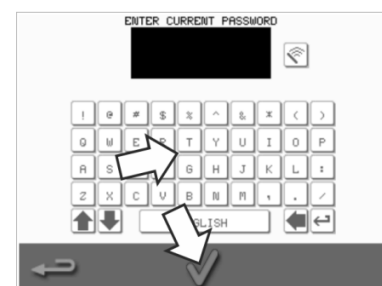 ENTER CURRENT PASSWORD
! @ # $ % ^ & * ( )
Q W E R T Y U I O P
A S G H J K L :
Z X C V B N M , . /